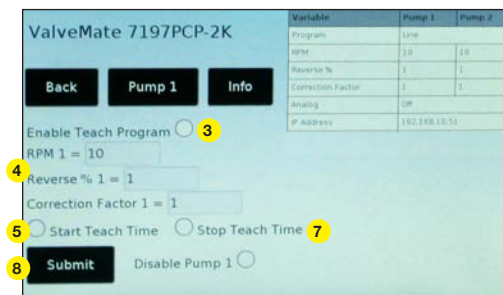 ValveMate 7197PCP-2K
Variable Pump 1 Pump 2
Program Line
RPM 10 10
Reverse % 1 1
Correction Factor 1 1
Analog Off
IP Address 192.168.10.51
Back Pump 1 Info
Enable Teach Program 3
RPM 1 = 10
4
Reverse % 1 = 1
Correction Factor 1 = 1
5 Start Teach Time Stop Teach Time 7
8 Submit Disable Pump 1